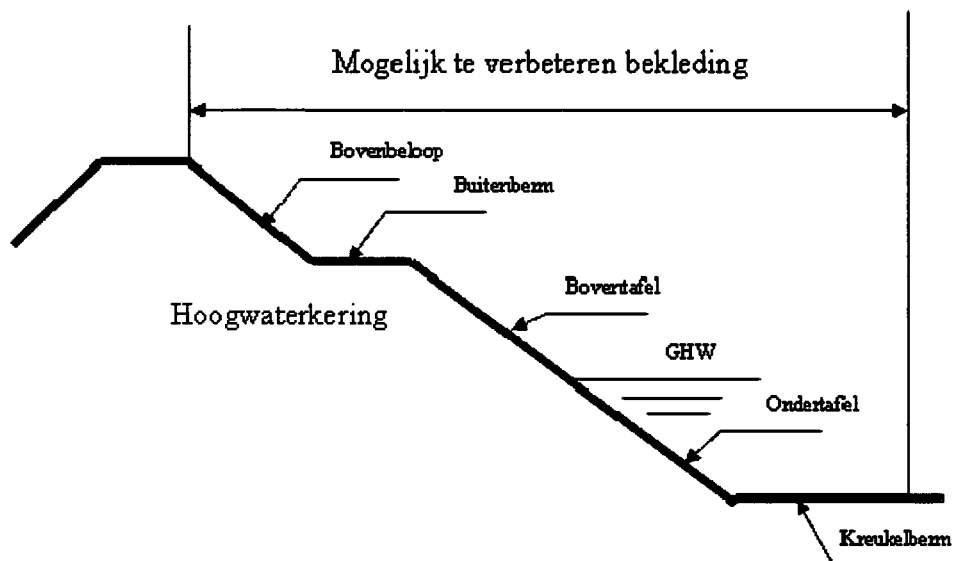 Mogelijk te verbeteren bekleding
Bovenbeloop
Buitenberm
Boventafel
Hoogwaterkering
GHW
Ondertafel
Kreukelberm